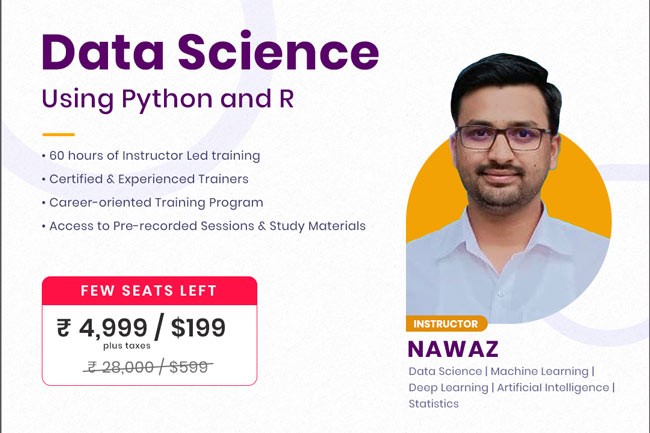 Data Science
Using Python and R
• 60 hours of Instructor Led training
• Certified & Experienced Trainers
• Career-oriented Training Program
• Access to Pre-recorded Sessions & Study Materials
FEW SEATS LEFT
₹ 4,999 / $199
plus taxes
₹ 28,000 / $599
INSTRUCTOR
NAWAZ
Data Science | Machine Learning |
Deep Learning | Artificial Intelligence |
Statistics